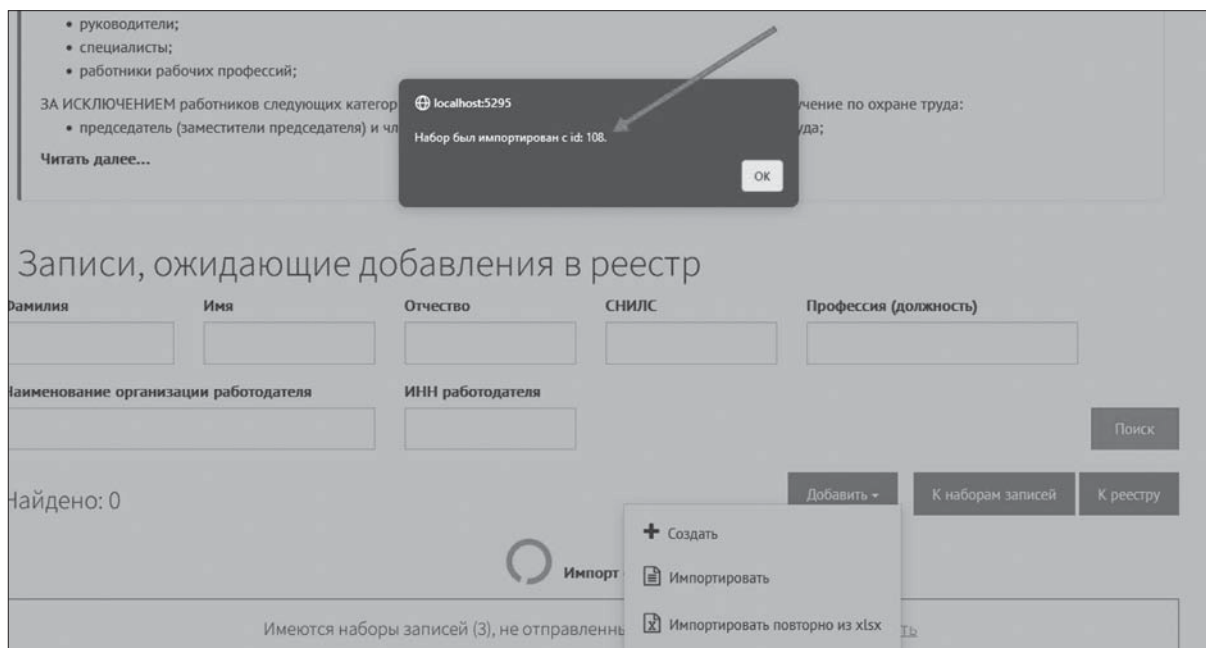 • руководители;
• специалисты;
• работники рабочих профессий;
ЗА ИСКЛЮЧЕНИЕМ работников следующих категор учение по охране труда:
• председатель (заместители председателя) и чл уда;
Читать далее...
localhost:5295
Набор был импортирован с id: 108.
OK
Записи, ожидающие добавления в реестр
Фамилия Имя Отчество СНИЛС Профессия (должность)
Наименование организации работодателя ИНН работодателя
Поиск
Найдено: 0 Добавить К наборам записей К реестру
Создать
Импорт Импортировать
Имеются наборы записей (3), не отправленны Импортировать повторно из xlsx ть